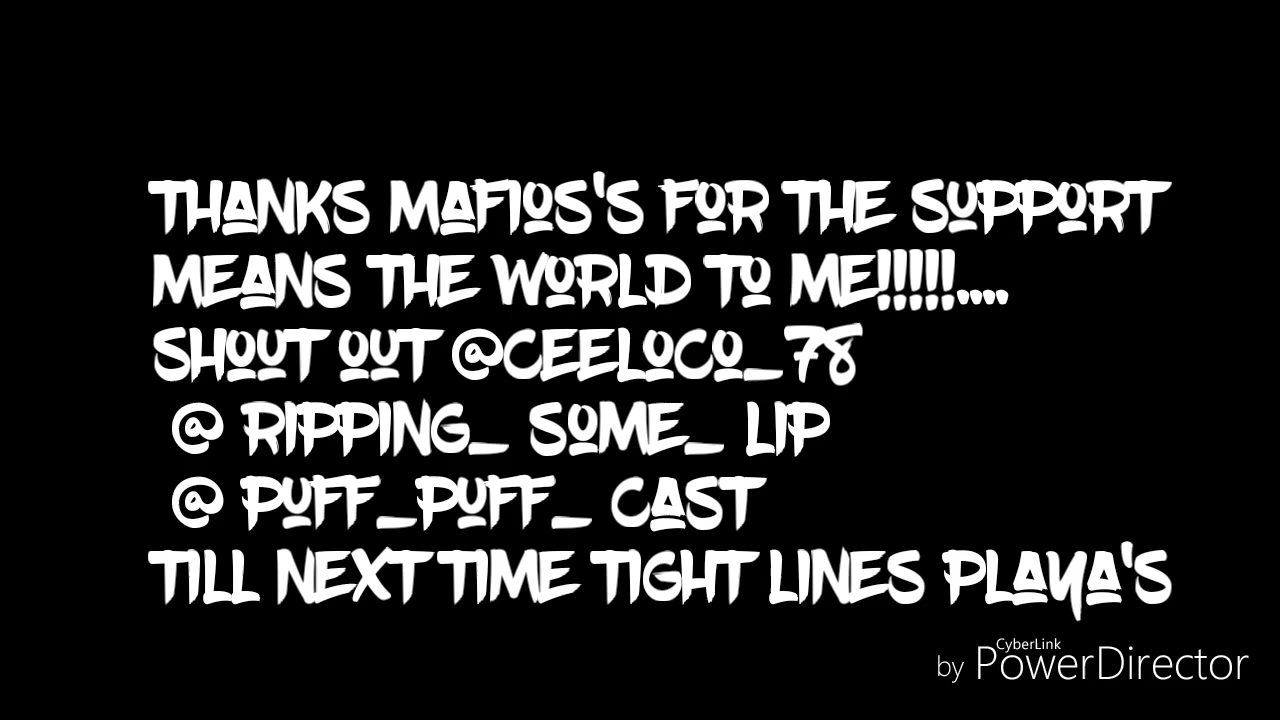 THANKS MAFIOS'S FOR THE SUPPORT
MEANS THE WORLD TO ME!!!!!....
SHOUT OUT @CEELOCO_78
@ RIPPING_ SOME_ LIP
@ PUFF_PUFF_ CAST
TILL NEXT TIME TIGHT LINES PLAYA'S
CyberLink
by PowerDirector